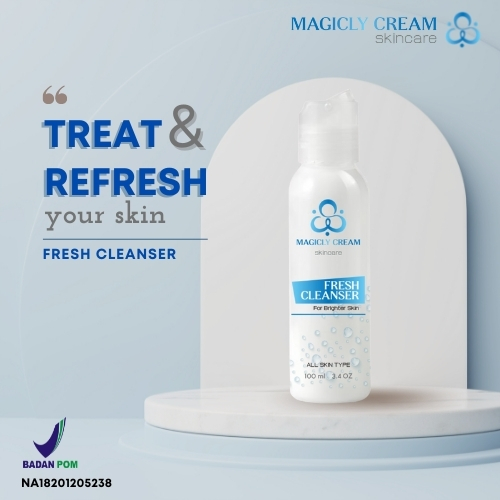 MAGICLY CREAM
skincare
“
TREAT &
REFRESH
your skin
FRESH CLEANSER
MAGICLY CREAM
skincare
FRESH
CLEANSER
For Brighter Skin
ALL SKIN TYPE
100 ml 3.4 OZ
BADAN POM
NA18201205238